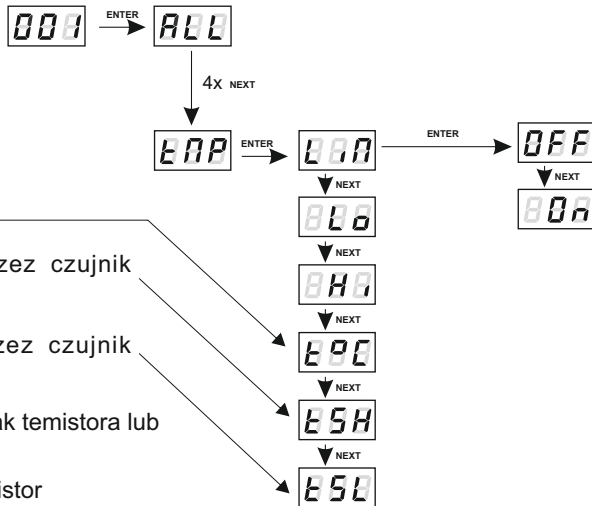 001 ENTER ALL
4x NEXT
tMP ENTER LiM ENTER OFF
NEXT NEXT
Lo On
NEXT
zez czujnik
Hi
NEXT
zez czujnik
t°C
NEXT
ak temistora lub
tSH
NEXT
istor
tSL